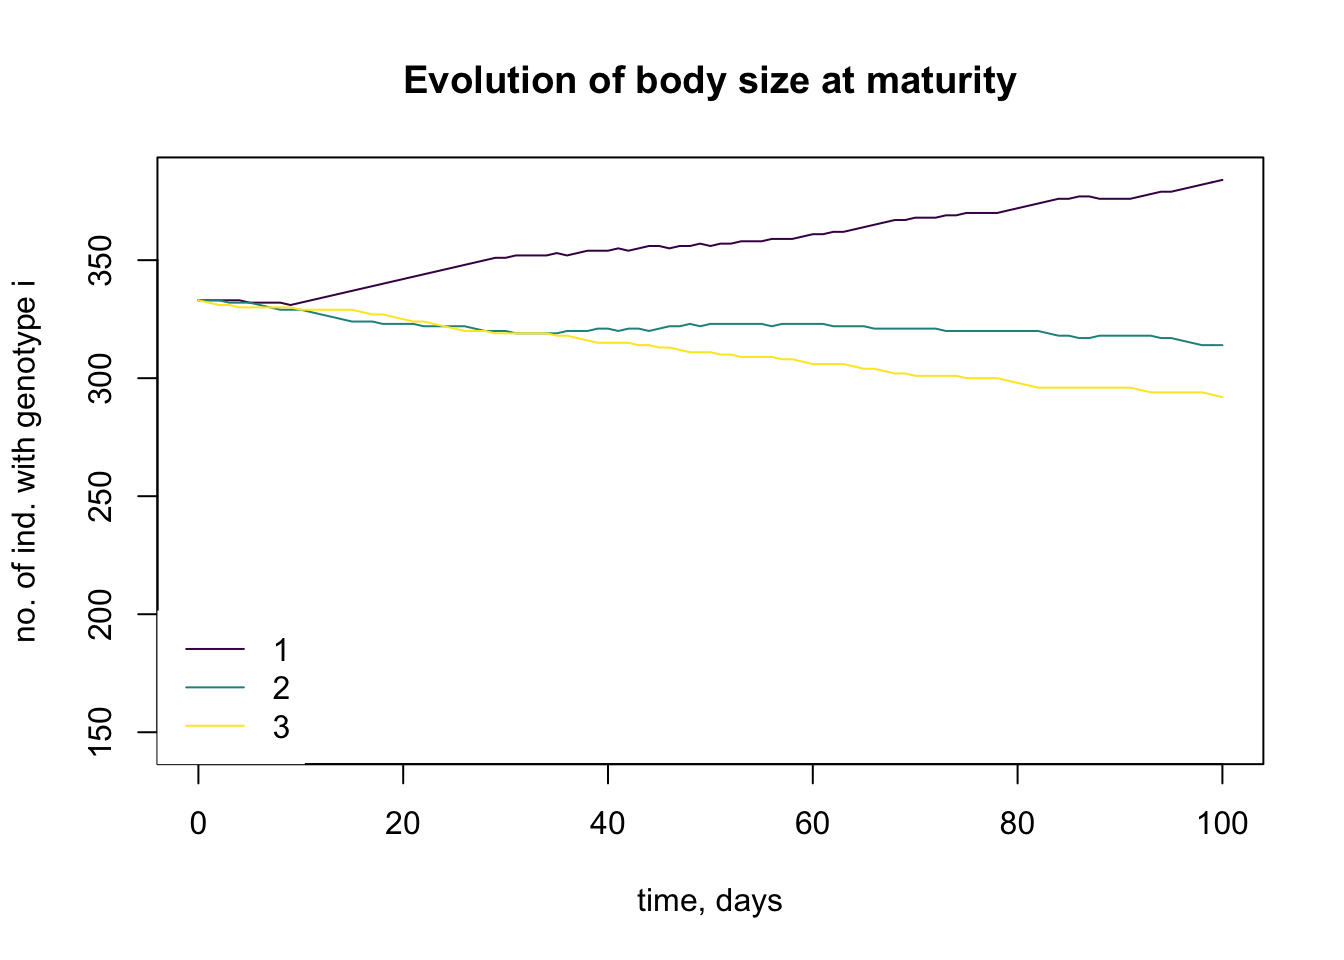 Evolution of body size at maturity
no. of ind. with genotype i
350
300
250
200
150
1
2
3
0 20 40 60 80 100
time, days